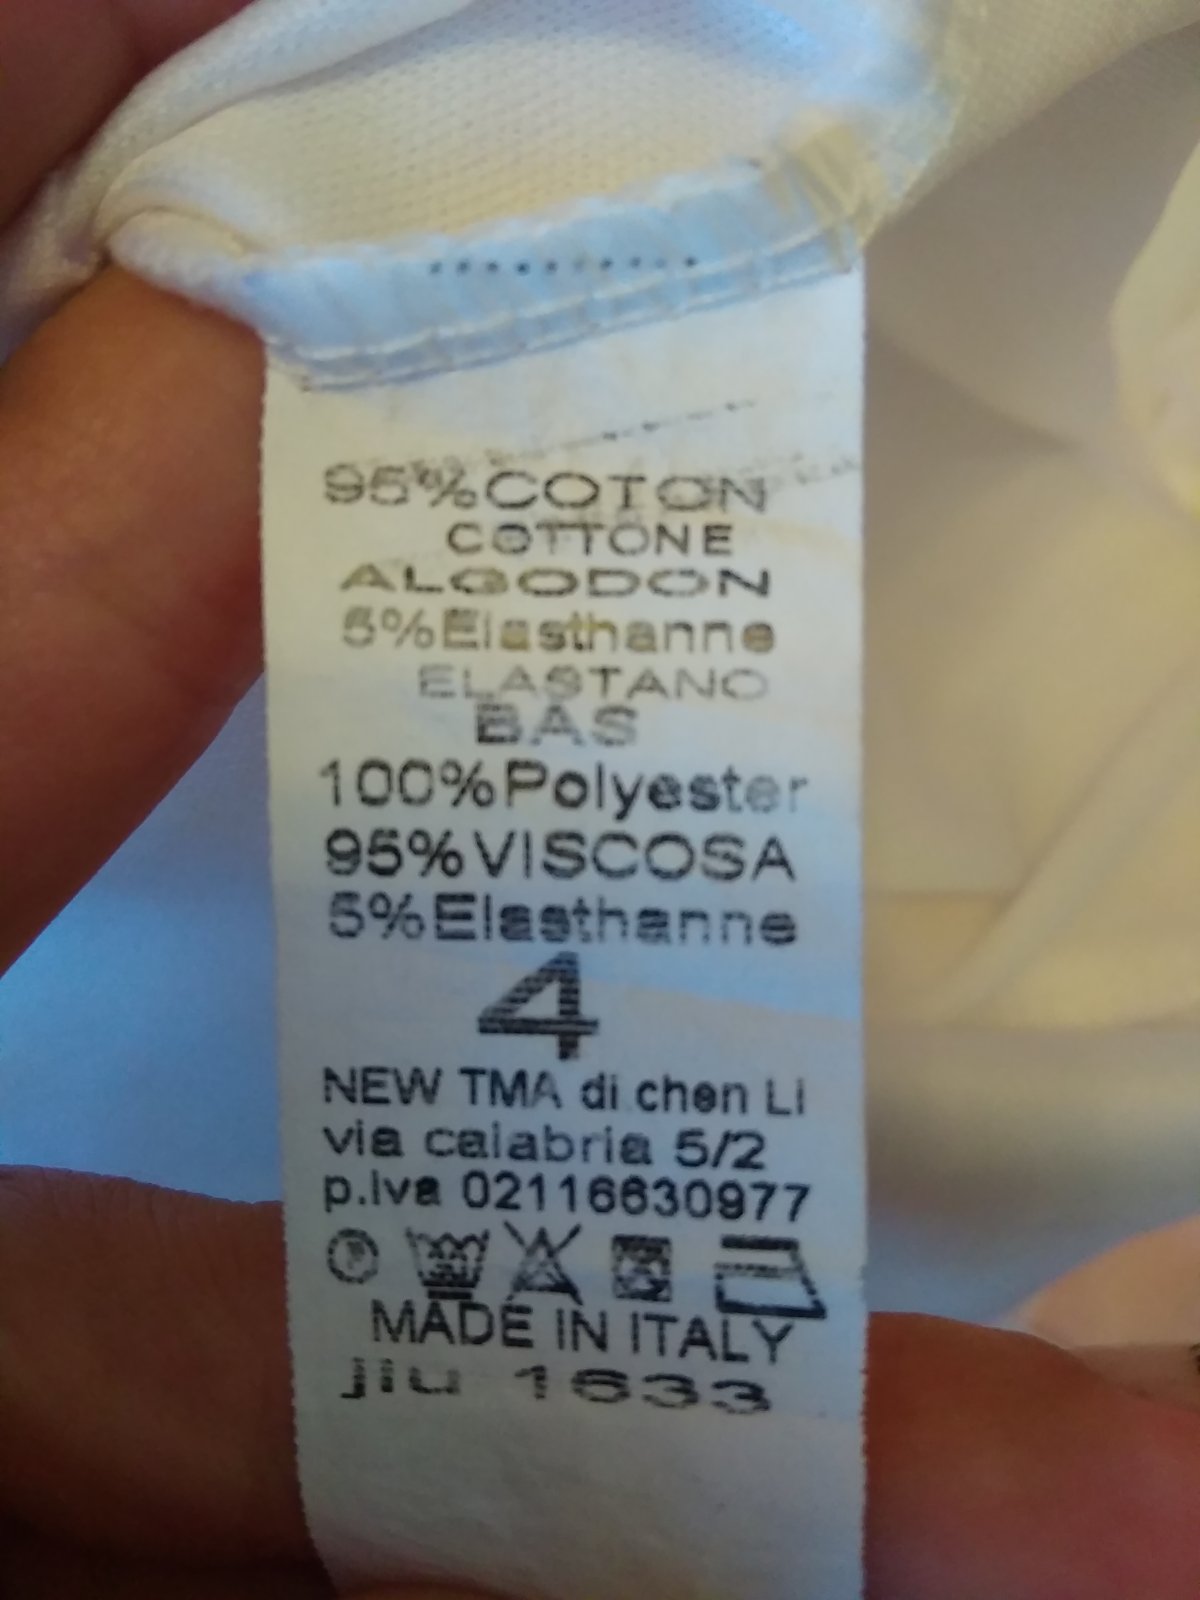 95%COTON
COTTONE
ALGODON
5%Elasthanne
ELASTANO
BAS
100%Polyester
95%VISCOSA
5%Elasthanne
4
NEW TMA di chen Li
via calabria 5/2
p.iva 02116630977
P
MADE IN ITALY
jiu 1633